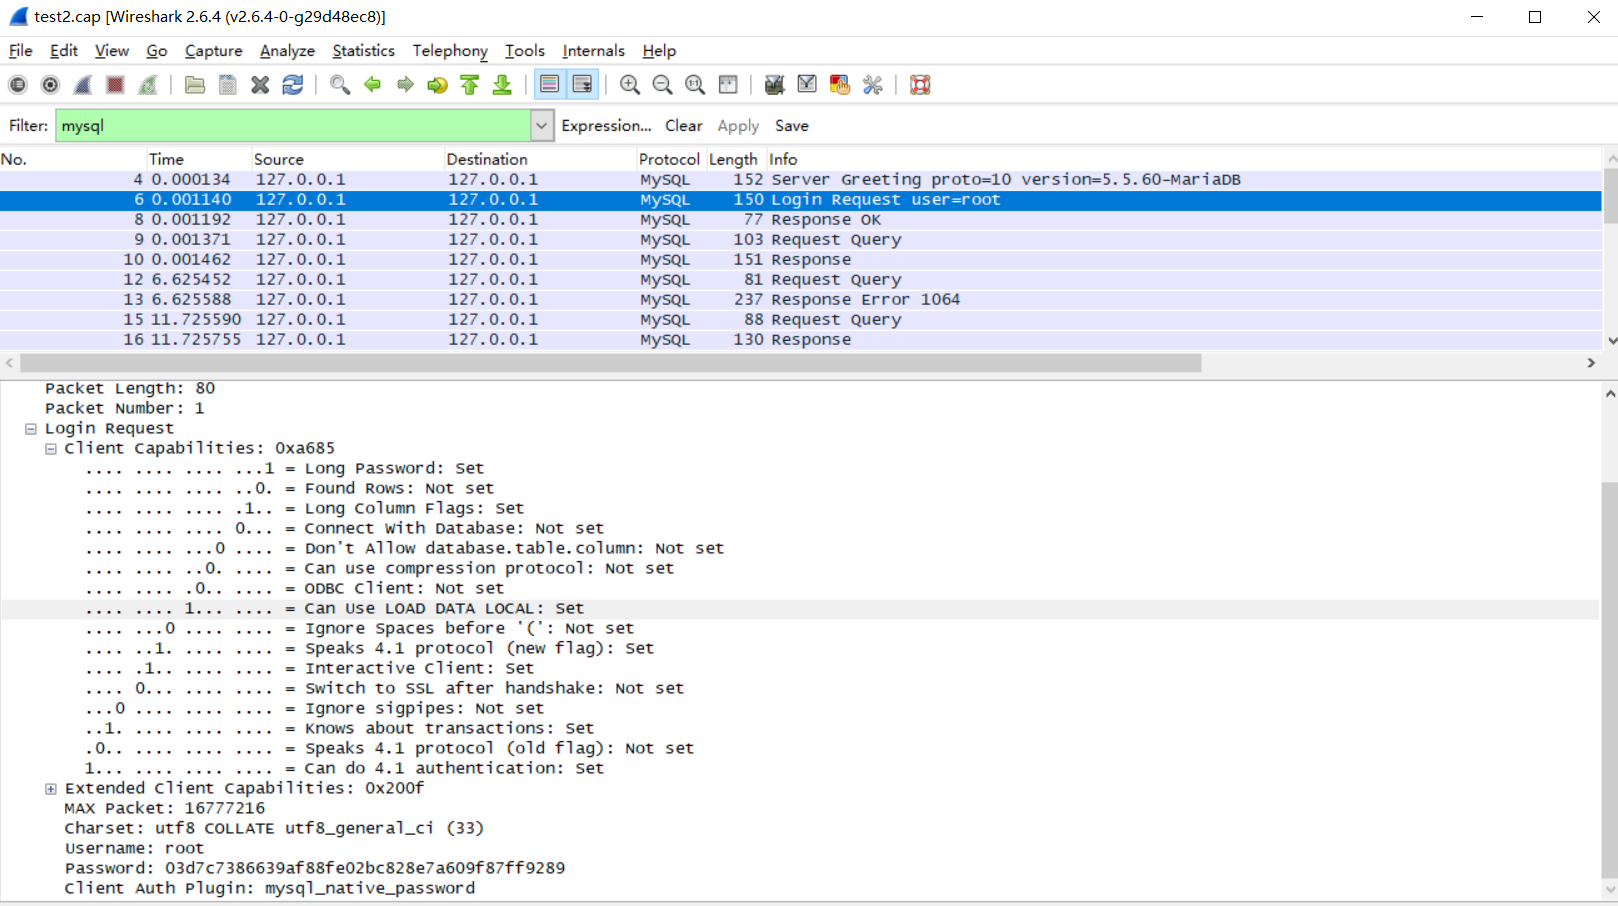 test2.cap [Wireshark 2.6.4 (v2.6.4-0-g29d48ec8)]
File Edit View Go Capture Analyze Statistics Telephony Tools Internals Help
Filter: mysql Expression... Clear Apply Save
No. Time Source Destination Protocol Length Info
4 0.000134 127.0.0.1 127.0.0.1 MySQL 152 Server Greeting proto=10 version=5.5.60-MariaDB
6 0.001140 127.0.0.1 127.0.0.1 MySQL 150 Login Request user=root
8 0.001192 127.0.0.1 127.0.0.1 MySQL 77 Response OK
9 0.001371 127.0.0.1 127.0.0.1 MySQL 103 Request Query
10 0.001462 127.0.0.1 127.0.0.1 MySQL 151 Response
12 6.625452 127.0.0.1 127.0.0.1 MySQL 81 Request Query
13 6.625588 127.0.0.1 127.0.0.1 MySQL 237 Response Error 1064
15 11.725590 127.0.0.1 127.0.0.1 MySQL 88 Request Query
16 11.725755 127.0.0.1 127.0.0.1 MySQL 130 Response
Packet Length: 80
Packet Number: 1
Login Request
Client Capabilities: 0xa685
.... .... .... ...1 = Long Password: Set
.... .... .... ..0. = Found Rows: Not set
.... .... .... .1.. = Long Column Flags: Set
.... .... .... 0... = Connect With Database: Not set
.... .... ...0 .... = Don't Allow database.table.column: Not set
.... .... ..0. .... = Can use compression protocol: Not set
.... .... .0.. .... = ODBC Client: Not set
.... .... 1... .... = Can Use LOAD DATA LOCAL: Set
.... ...0 .... .... = Ignore Spaces before '(': Not set
.... ..1. .... .... = Speaks 4.1 protocol (new flag): Set
.... .1.. .... .... = Interactive Client: Set
.... 0... .... .... = Switch to SSL after handshake: Not set
...0 .... .... .... = Ignore sigpipes: Not set
..1. .... .... .... = Knows about transactions: Set
.0.. .... .... .... = Speaks 4.1 protocol (old flag): Not set
1... .... .... .... = Can do 4.1 authentication: Set
Extended Client Capabilities: 0x200f
MAX Packet: 16777216
Charset: utf8 COLLATE utf8_general_ci (33)
Username: root
Password: 03d7c7386639af88fe02bc828e7a609f87ff9289
Client Auth Plugin: mysql_native_password